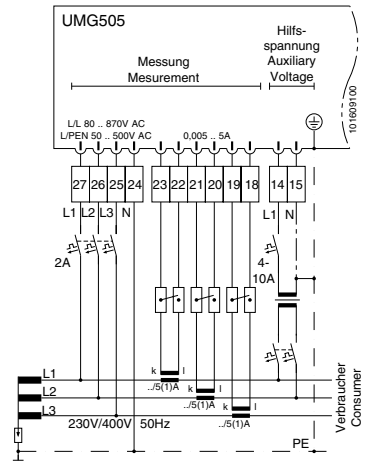 UMG505
Hilfs-
spannung
Auxiliary
Voltage
Messung
Mesurement
L/L 80 .. 870V AC
L/PEN 50 .. 500V AC
0,005 .. 5A
101609100
27 26 25 24 23 22 21 20 19 18 14 15
L1 L2 L3 N L1 N
2A
4-
10A
L1
k l
../5(1)A
L2
k l
../5(1)A
L3
k l
../5(1)A
230V/400V 50Hz
Verbraucher
Consumer
PE